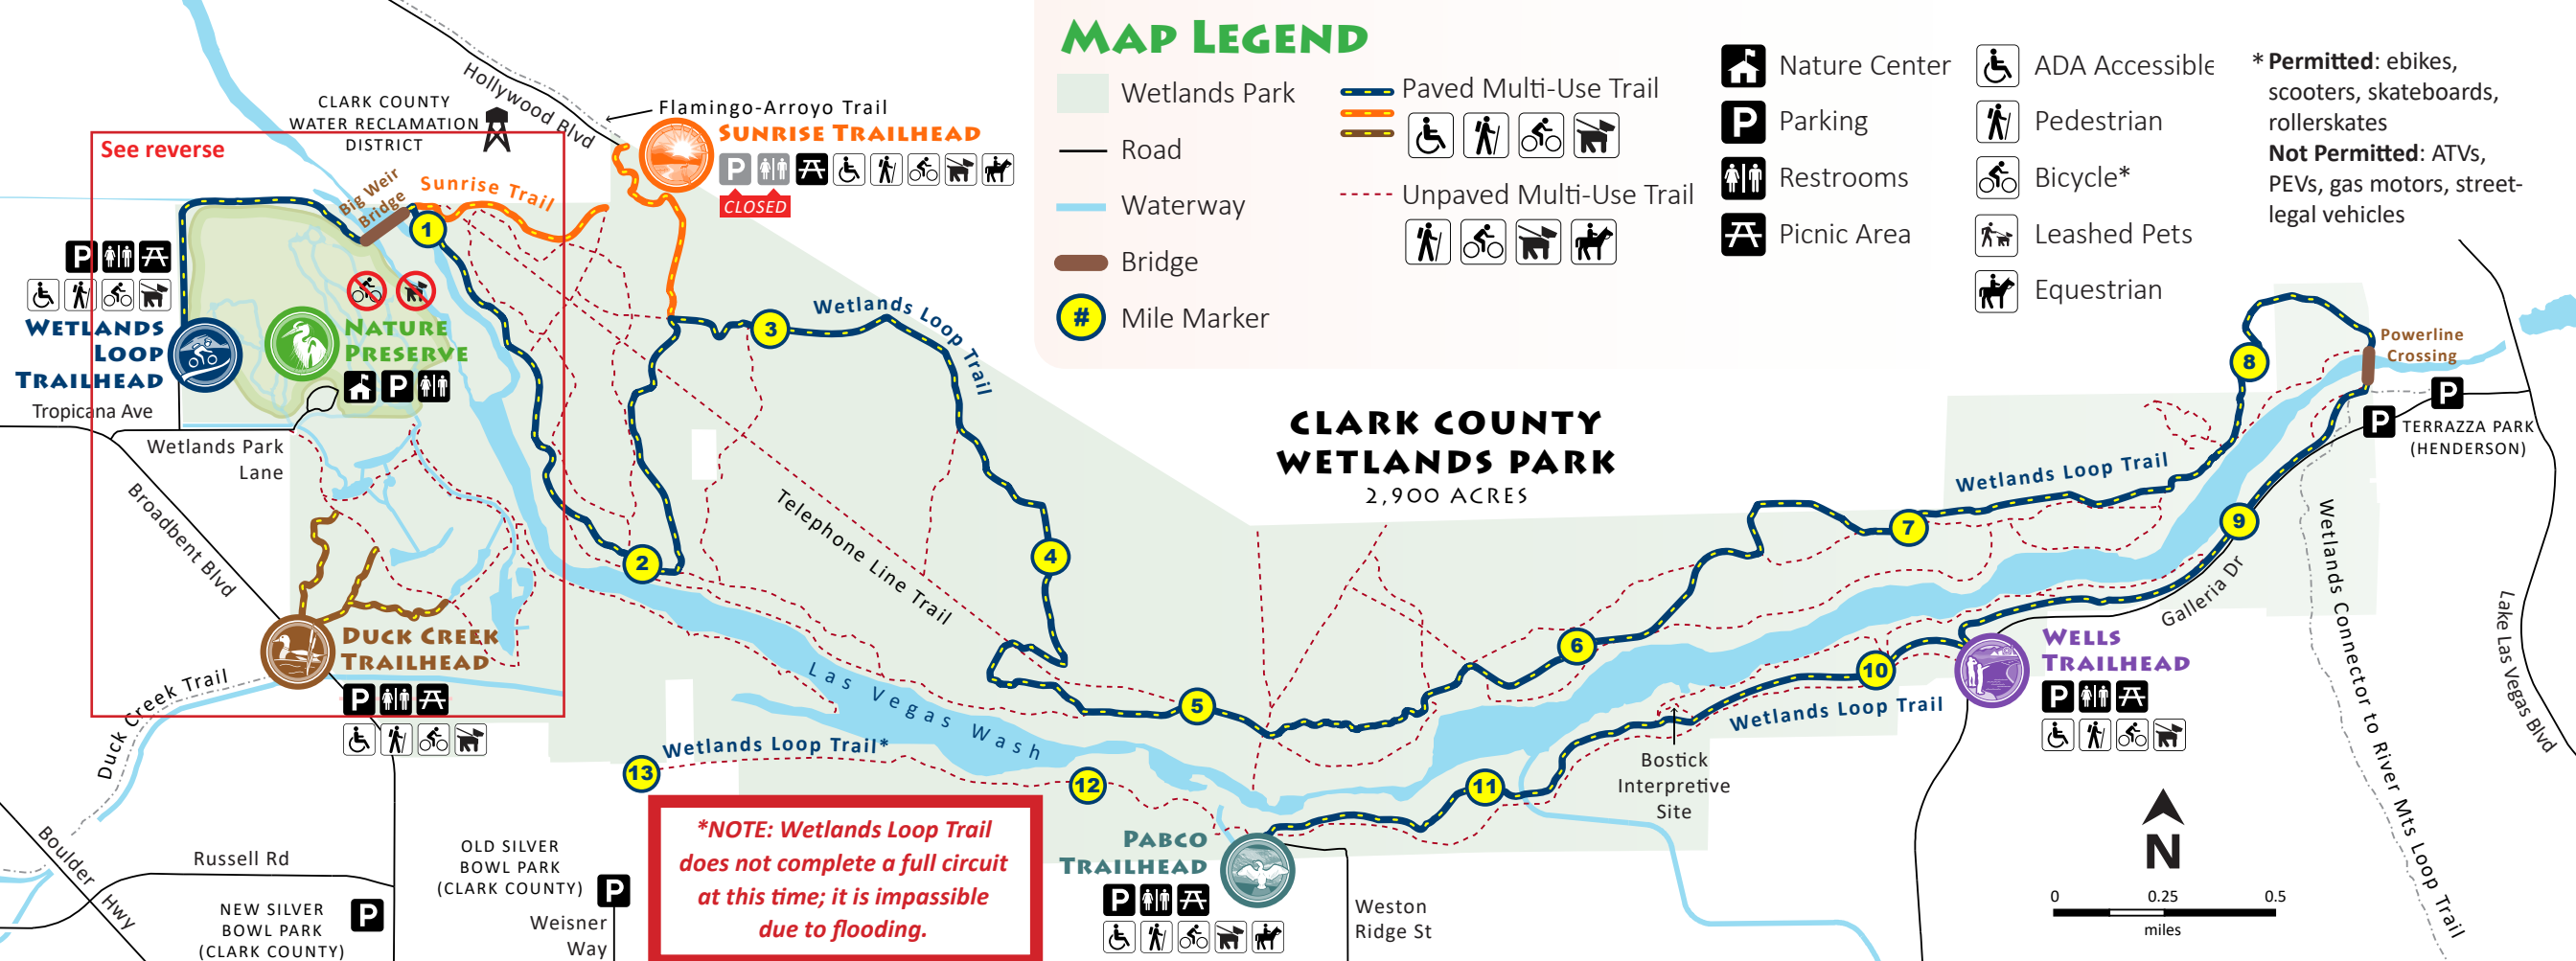 MAP LEGEND
Wetlands Park
Road
Waterway
Bridge
#
Mile Marker
Paved Multi-Use Trail
Unpaved Multi-Use Trail
Nature Center
P
Parking
Restrooms
Picnic Area
ADA Accessible
Pedestrian
Bicycle*
Leashed Pets
Equestrian
* Permitted: ebikes,
scooters, skateboards,
rollerskates
Not Permitted: ATVs,
PEVs, gas motors, street-
legal vehicles
Hollywood Blvd
Flamingo-Arroyo Trail
SUNRISE TRAILHEAD
P
CLOSED
CLARK COUNTY
WATER RECLAMATION
DISTRICT
See reverse
Big Weir
Bridge
Sunrise Trail
1
P
WETLANDS
LOOP
TRAILHEAD
NATURE
PRESERVE
P
Tropicana Ave
Wetlands Park
Lane
Broadbent Blvd
DUCK CREEK
TRAILHEAD
P
Duck Creek Trail
2
3
Wetlands Loop Trail
4
Telephone Line Trail
CLARK COUNTY
WETLANDS PARK
2,900 ACRES
5
6
7
Wetlands Loop Trail
8
Powerline
Crossing
P
P
TERRAZZA PARK
(HENDERSON)
9
Galleria Dr
Wetlands Connector to River Mts Loop Trail
Lake Las Vegas Blvd
WELLS
TRAILHEAD
P
10
Wetlands Loop Trail
Bostick
Interpretive
Site
11
Las Vegas Wash
Wetlands Loop Trail*
13
12
*NOTE: Wetlands Loop Trail
does not complete a full circuit
at this time; it is impassible
due to flooding.
PABCO
TRAILHEAD
P
Weston
Ridge St
Boulder Hwy
Russell Rd
NEW SILVER
BOWL PARK
(CLARK COUNTY)
P
OLD SILVER
BOWL PARK
(CLARK COUNTY)
P
Weisner
Way
N
0 0.25 0.5
miles